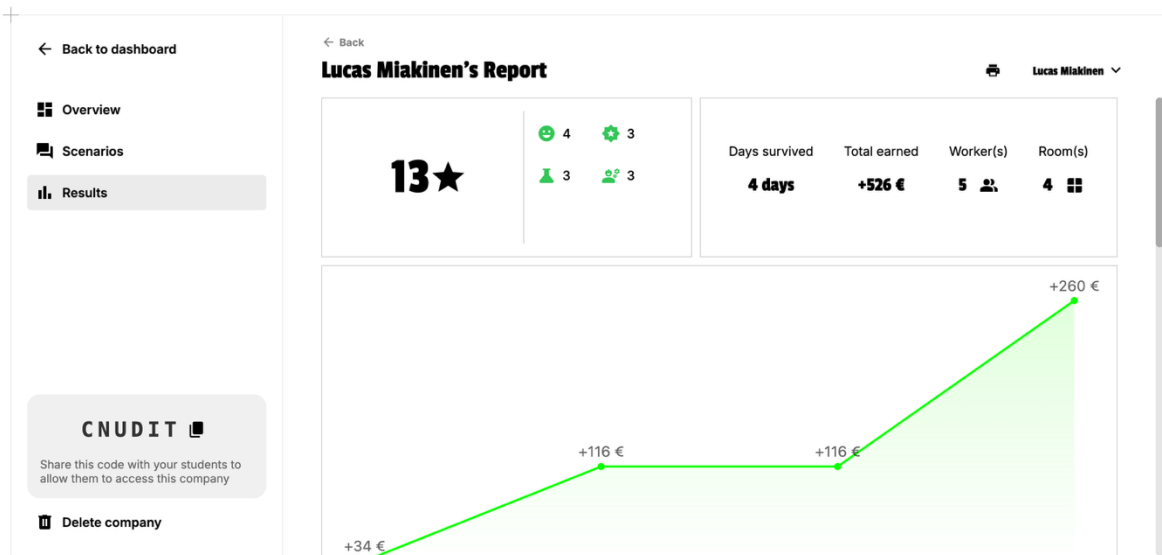 Back to dashboard
Overview
Scenarios
Results
CNUDIT
Share this code with your students to
allow them to access this company
Delete company
Back
Lucas Miakinen's Report
Lucas Miakinen
13
4 3
3 3
Days survived Total earned Worker(s) Room(s)
4 days +526 € 5 4
+260 €
+116 € +116 €
+34 €